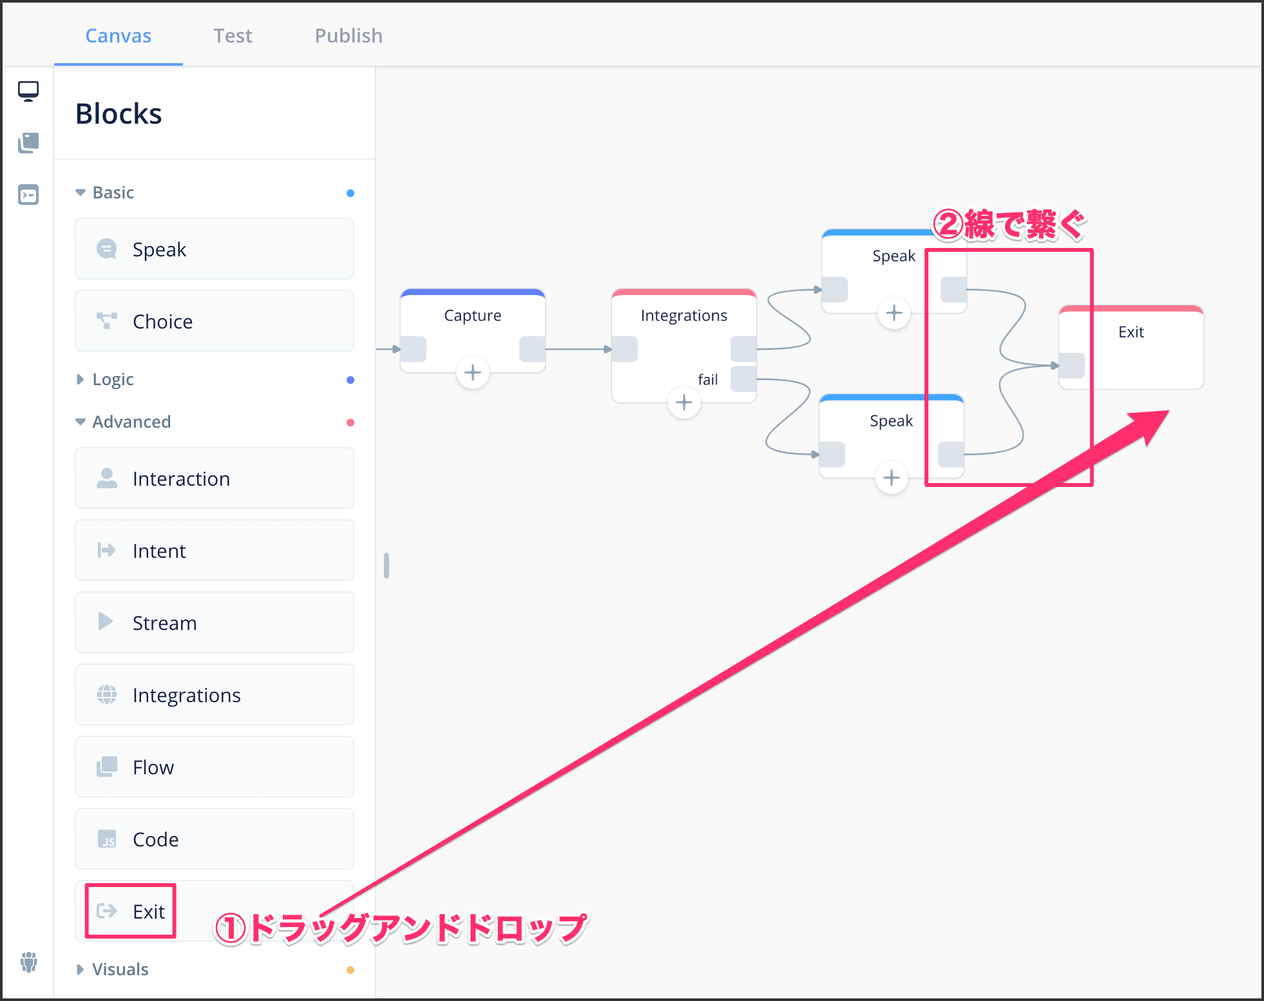 Canvas
Test
Publish
Blocks
Basic
Speak
Choice
Logic
Advanced
Interaction
Intent
Stream
Integrations
Flow
Code
JS
Exit
Visuals
Capture
Integrations
fail
Speak
Speak
Exit
②線で繋ぐ
①ドラッグアンドドロップ